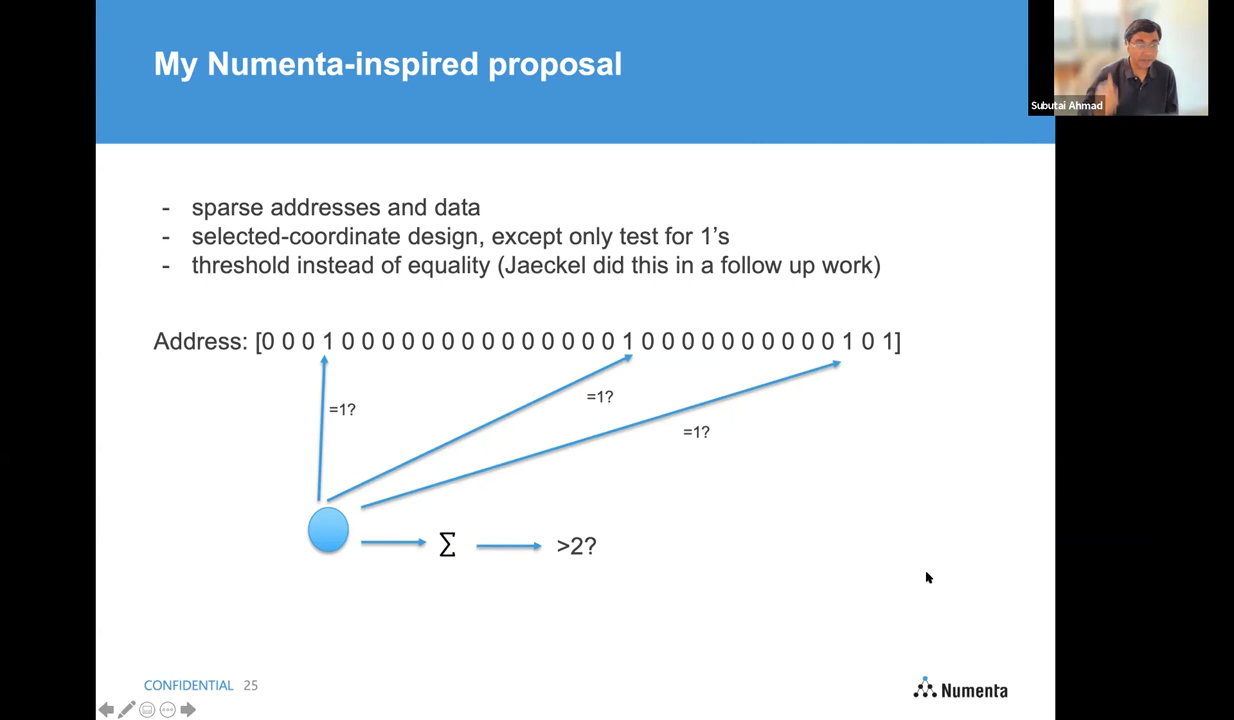 My Numenta-inspired proposal
Subutai Ahmad
- sparse addresses and data
- selected-coordinate design, except only test for 1’s
- threshold instead of equality (Jaeckel did this in a follow up work)
Address: [0 0 0 1 0 0 0 0 0 0 0 0 0 0 0 0 0 0 1 0 0 0 0 0 0 0 0 0 0 1 0 1]
=1?
=1?
=1?
∑
>2?
CONFIDENTIAL 25
Numenta